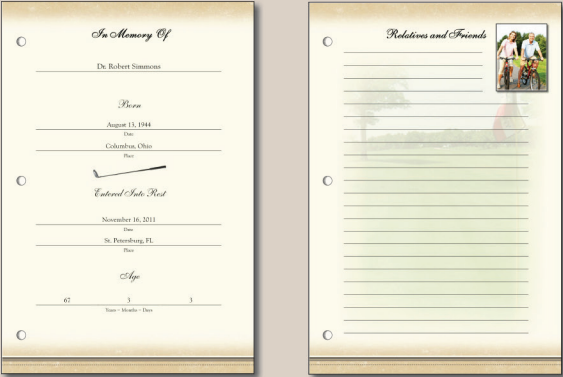 In Memory Of
Dr. Robert Simmons
Born
August 13, 1944
Date
Columbus, Ohio
Place
Entered Into Rest
November 16, 2011
Date
St. Petersburg, FL
Place
Age
67 3 3
Years ~ Months ~ Days
Relatives and Friends